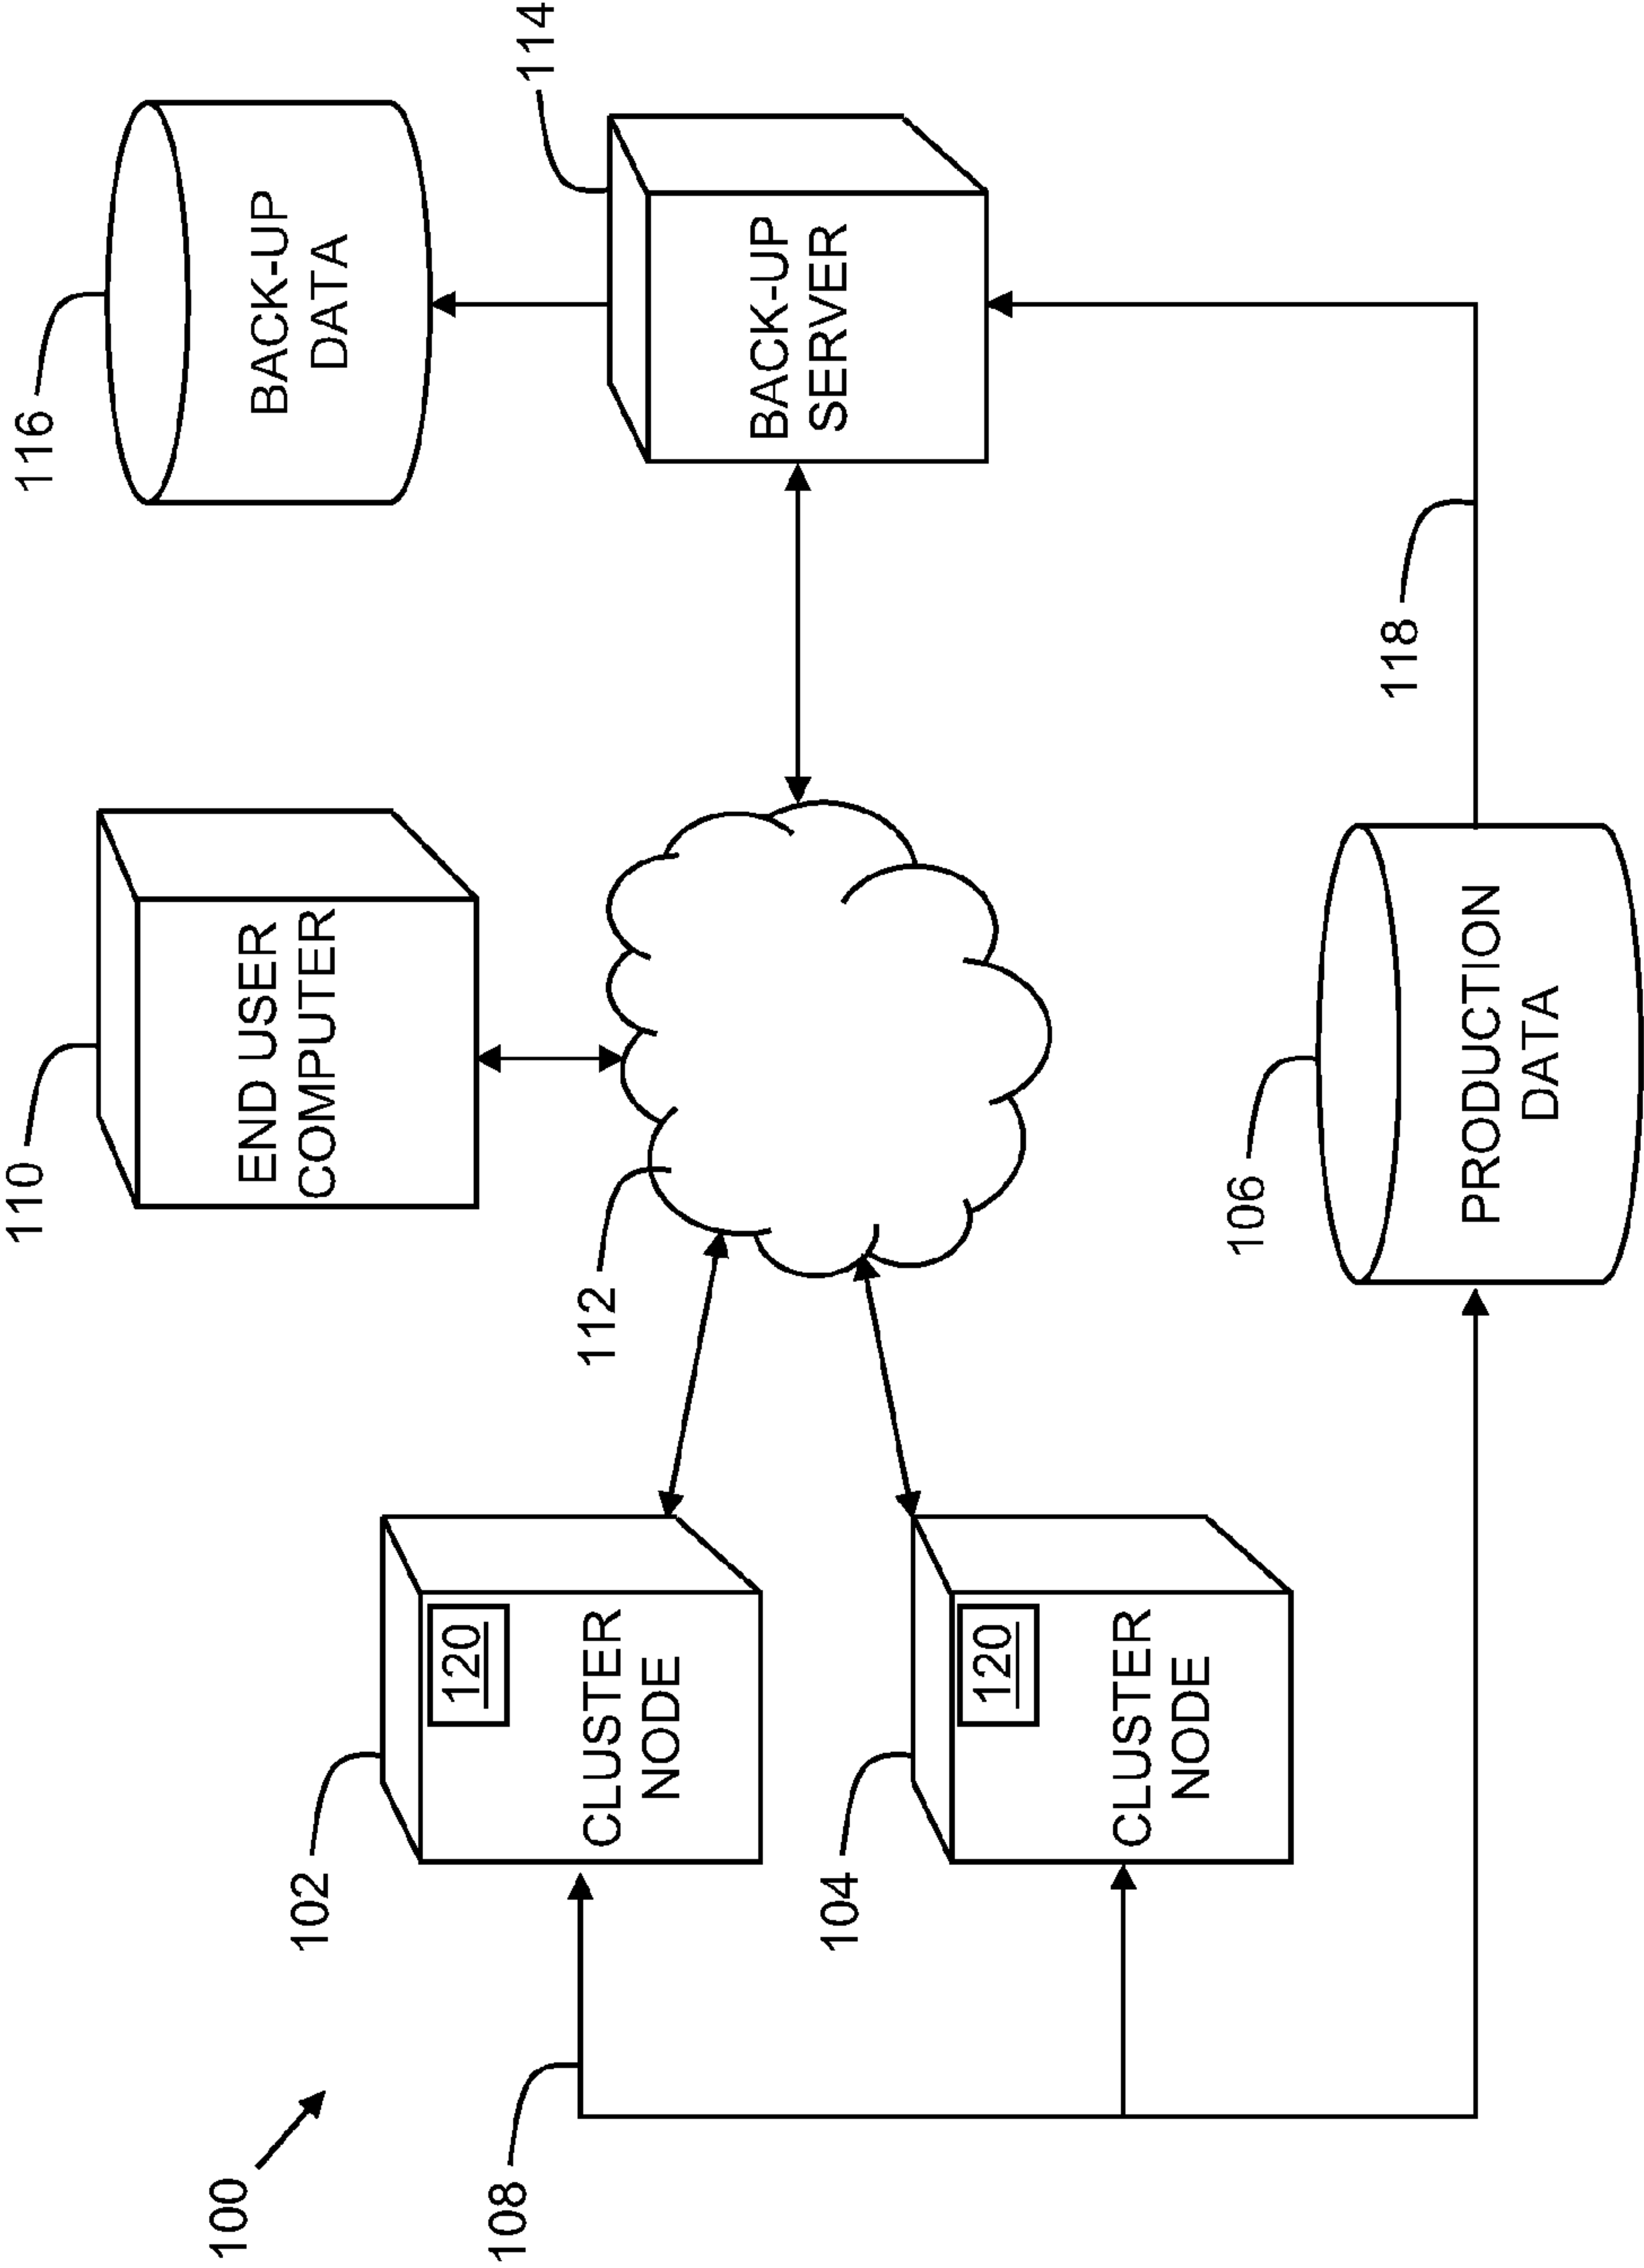 100
108
102
120
CLUSTER
NODE
104
120
CLUSTER
NODE
110
END USER
COMPUTER
112
106
PRODUCTION
DATA
116
BACK-UP
DATA
114
BACK-UP
SERVER
118